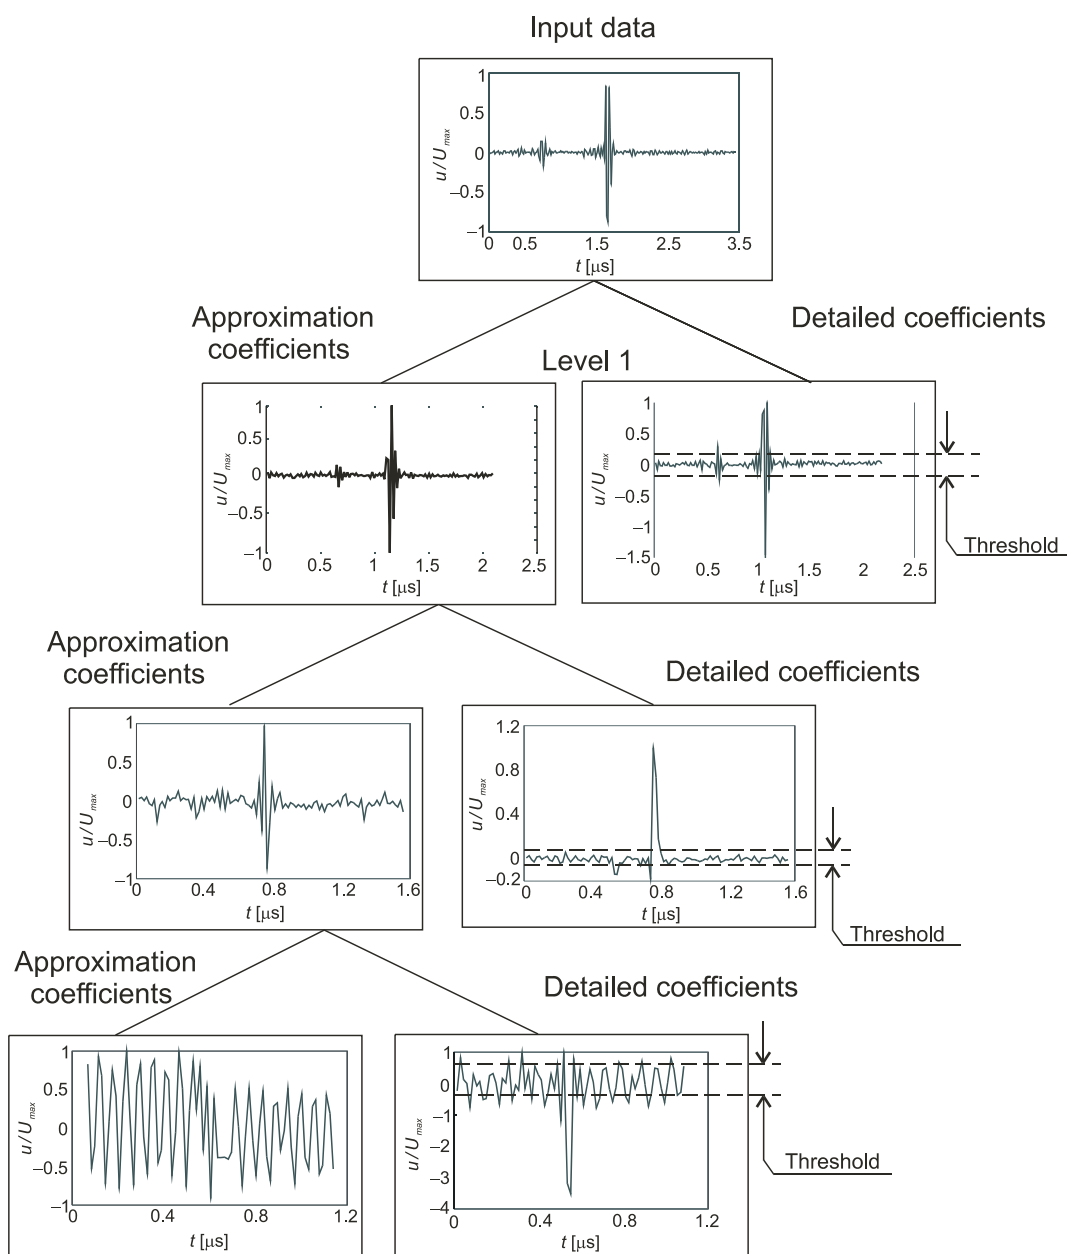 Input data
1
0.5
0
−0.5
−1
u/Umax
0 0.5 1.5 2.5 3.5
t [μs]
Approximation
coefficients
Detailed coefficients
Level 1
1
0.5
0
−0.5
−1
u/Umax
0 0.5 1 1.5 2 2.5
t [μs]
1
0.5
0
−0.5
−1
−1.5
u/Umax
0 0.5 1 1.5 2 2.5
t [μs]
Threshold
Approximation
coefficients
Detailed coefficients
1
0.5
0
−0.5
−1
u/Umax
0 0.4 0.8 1.2 1.6
t [μs]
1.2
0.8
0.4
0
−0.2
u/Umax
0 0.4 0.8 1.2 1.6
t [μs]
Threshold
Approximation
coefficients
Detailed coefficients
1
0.5
0
−0.5
−1
u/Umax
0 0.4 0.8 1.2
t [μs]
1
0
−1
−2
−3
−4
u/Umax
0 0.4 0.8 1.2
t [μs]
Threshold